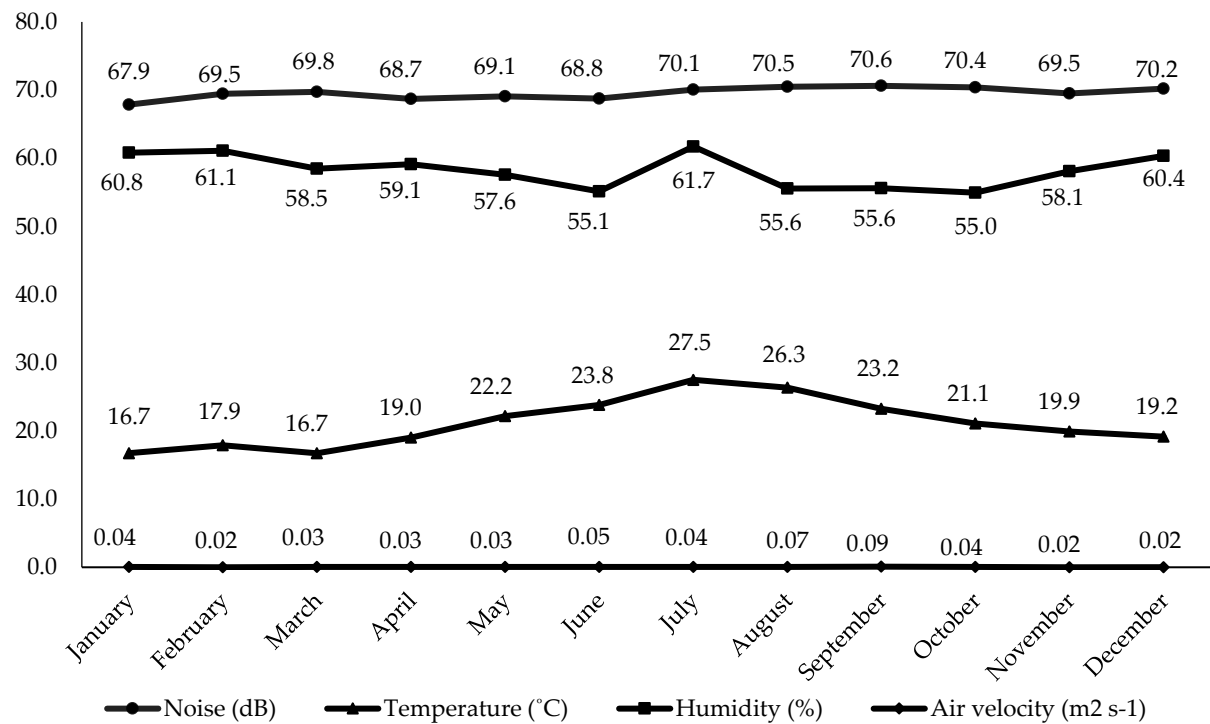 80.0
70.0
60.0
50.0
40.0
30.0
20.0
10.0
0.0
67.9 69.5 69.8 68.7 69.1 68.8 70.1 70.5 70.6 70.4 69.5 70.2
60.8 61.1 58.5 59.1 57.6 55.1 61.7 55.6 55.6 55.0 58.1 60.4
16.7 17.9 16.7 19.0 22.2 23.8 27.5 26.3 23.2 21.1 19.9 19.2
0.04 0.02 0.03 0.03 0.03 0.05 0.04 0.07 0.09 0.04 0.02 0.02
January February March April May June July August September October November December
Noise (dB) Temperature (˚C) Humidity (%) Air velocity (m2 s-1)